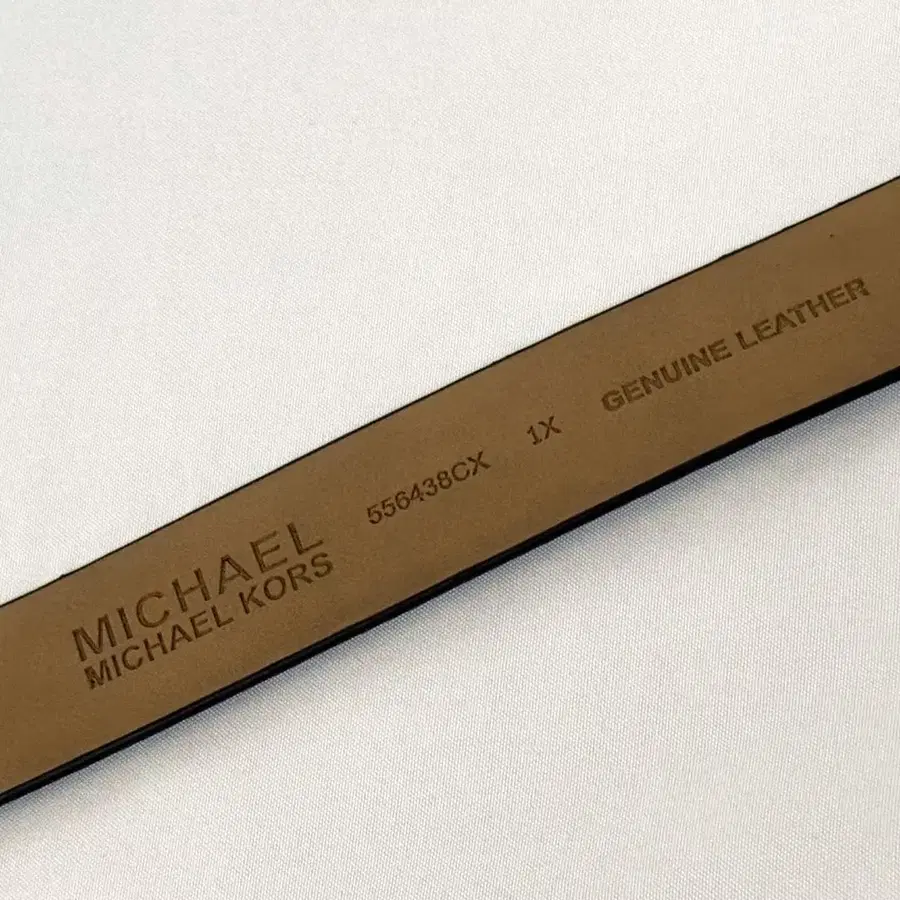 MICHAEL
MICHAEL KORS
556438CX 1X GENUINE LEATHER